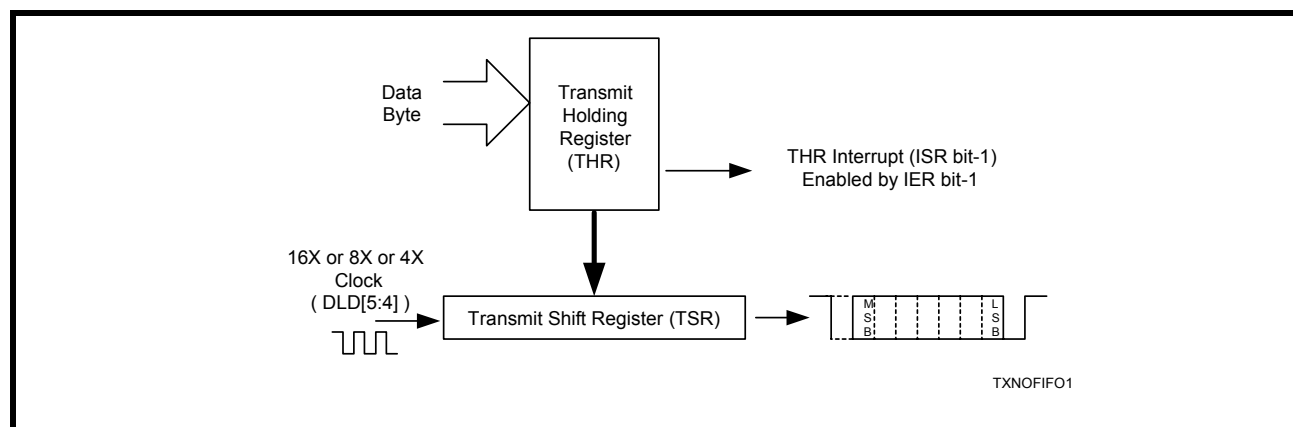 Data
Byte
Transmit
Holding
Register
(THR)
THR Interrupt (ISR bit-1)
Enabled by IER bit-1
16X or 8X or 4X
Clock
( DLD[5:4] )
Transmit Shift Register (TSR)
M
S
B
L
S
B
TXNOFIFO1